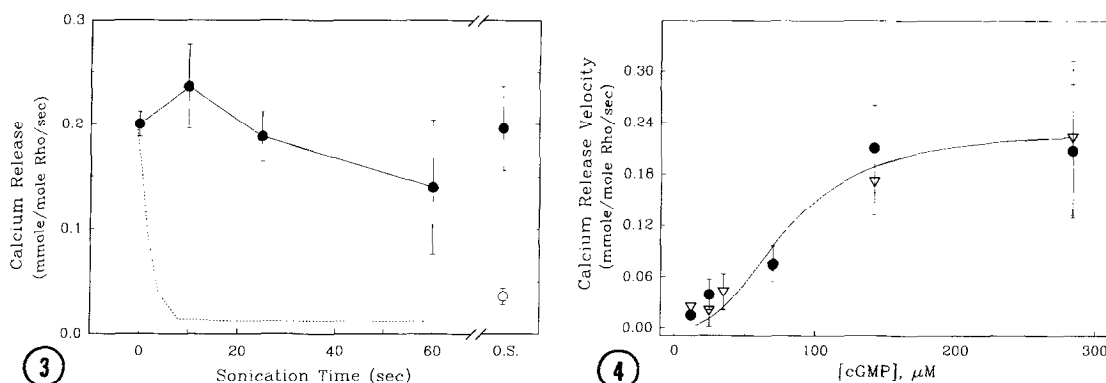 0.3
0.2
0.1
0.0
Calcium Release
(mmole/mole Rho/sec)
0
20
40
60
O.S.
Sonication Time (sec)
3
0.30
0.24
0.18
0.12
0.06
0.00
Calcium Release Velocity
(mmole/mole Rho/sec)
0
100
200
300
[cGMP], µM
4